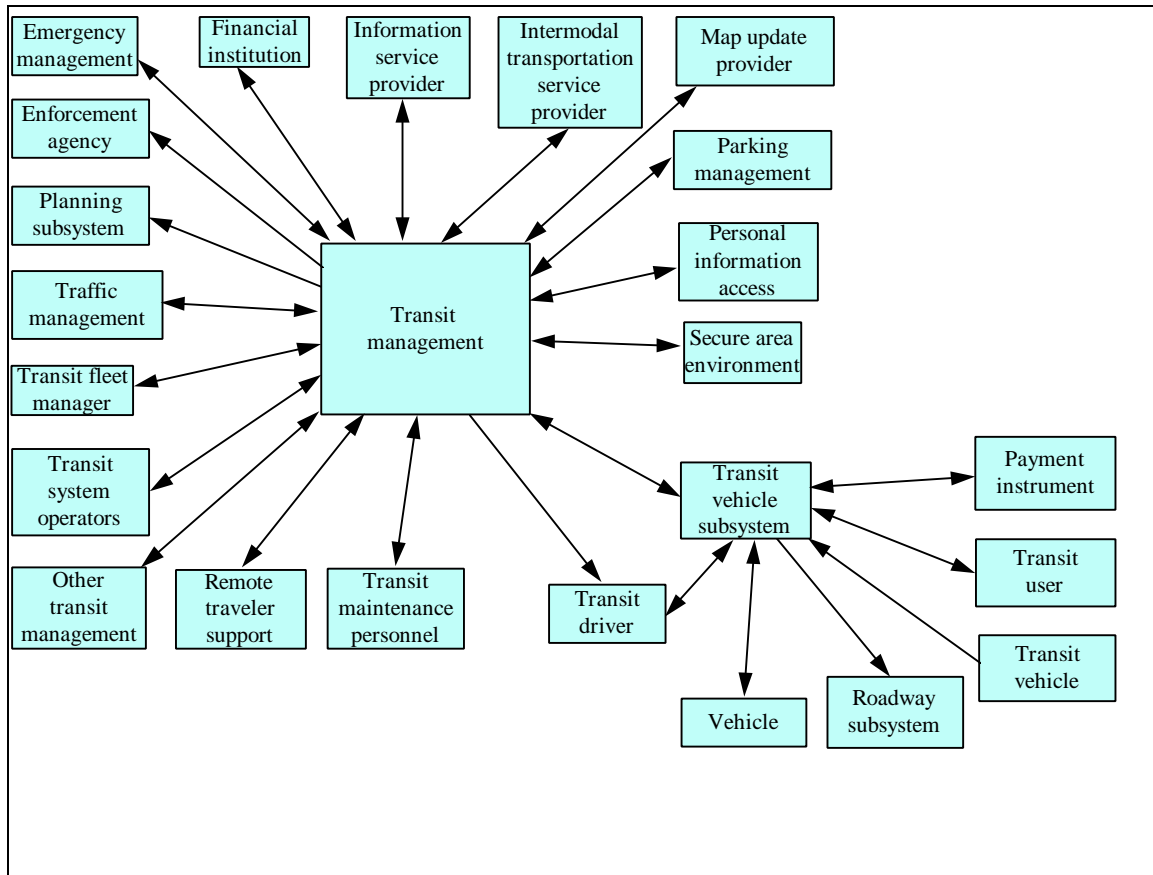 Emergency
management
Financial
institution
Information
service
provider
Intermodal
transportation
service
provider
Map update
provider
Enforcement
agency
Parking
management
Planning
subsystem
Personal
information
access
Traffic
management
Transit
management
Secure area
environment
Transit fleet
manager
Transit
system
operators
Transit
vehicle
subsystem
Payment
instrument
Other
transit
management
Remote
traveler
support
Transit
maintenance
personnel
Transit
driver
Transit
user
Transit
vehicle
Vehicle
Roadway
subsystem